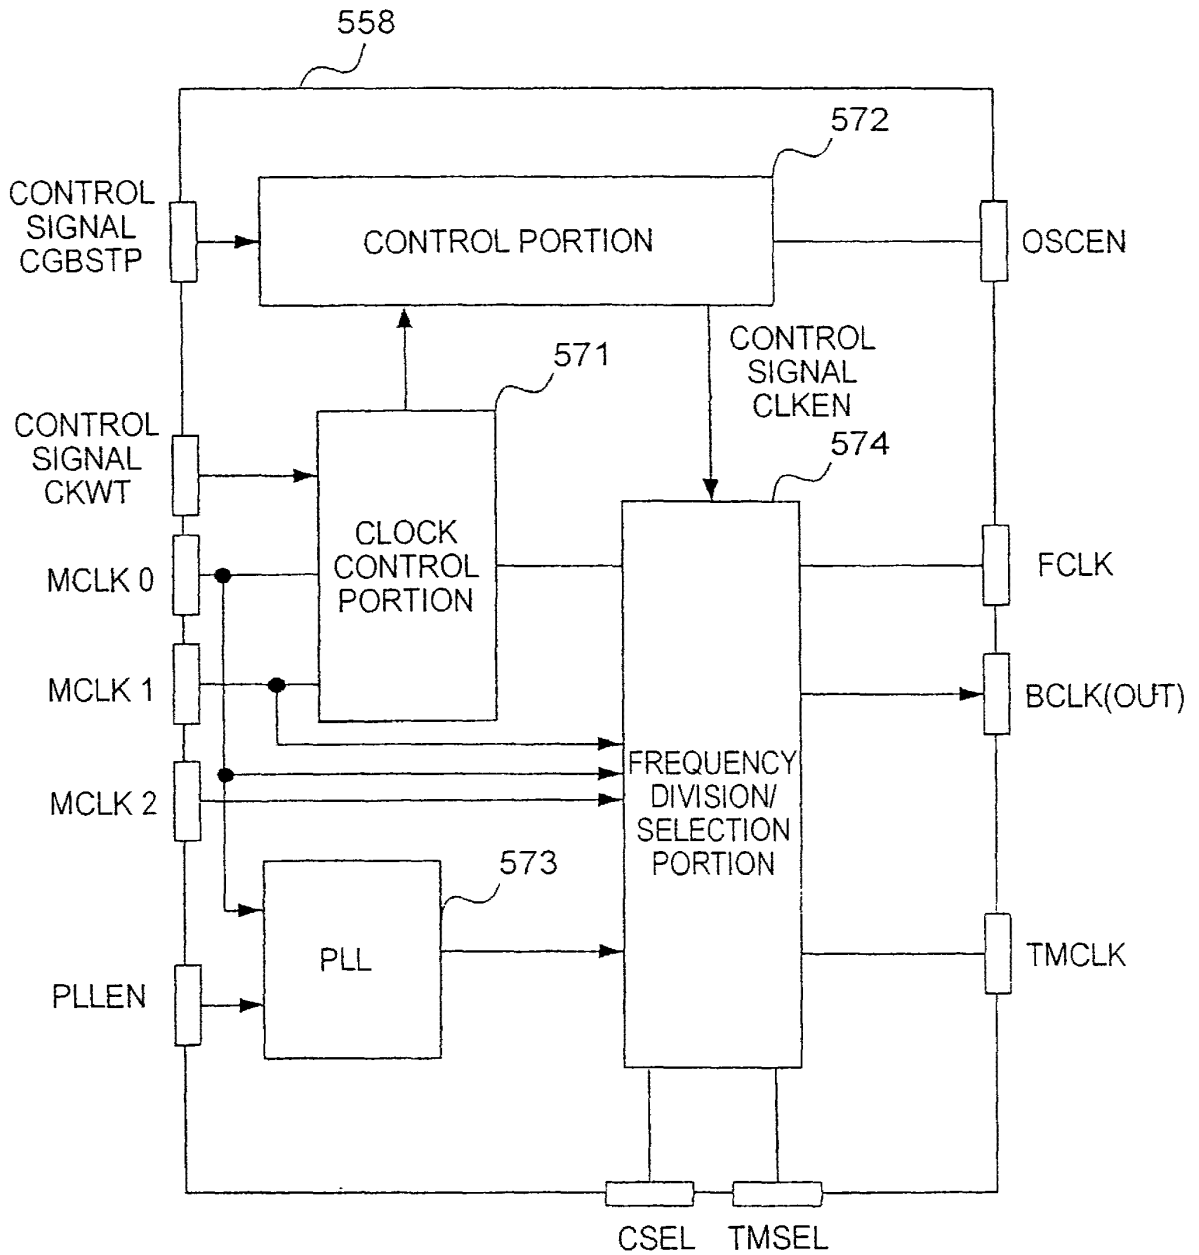 558
572
CONTROL
SIGNAL
CGBSTP
CONTROL PORTION
OSCEN
CONTROL
SIGNAL
CLKEN
571
574
CONTROL
SIGNAL
CKWT
CLOCK
CONTROL
PORTION
MCLK 0
FCLK
MCLK 1
BCLK(OUT)
MCLK 2
FREQUENCY
DIVISION/
SELECTION
PORTION
573
PLL
TMCLK
PLLEN
CSEL
TMSEL